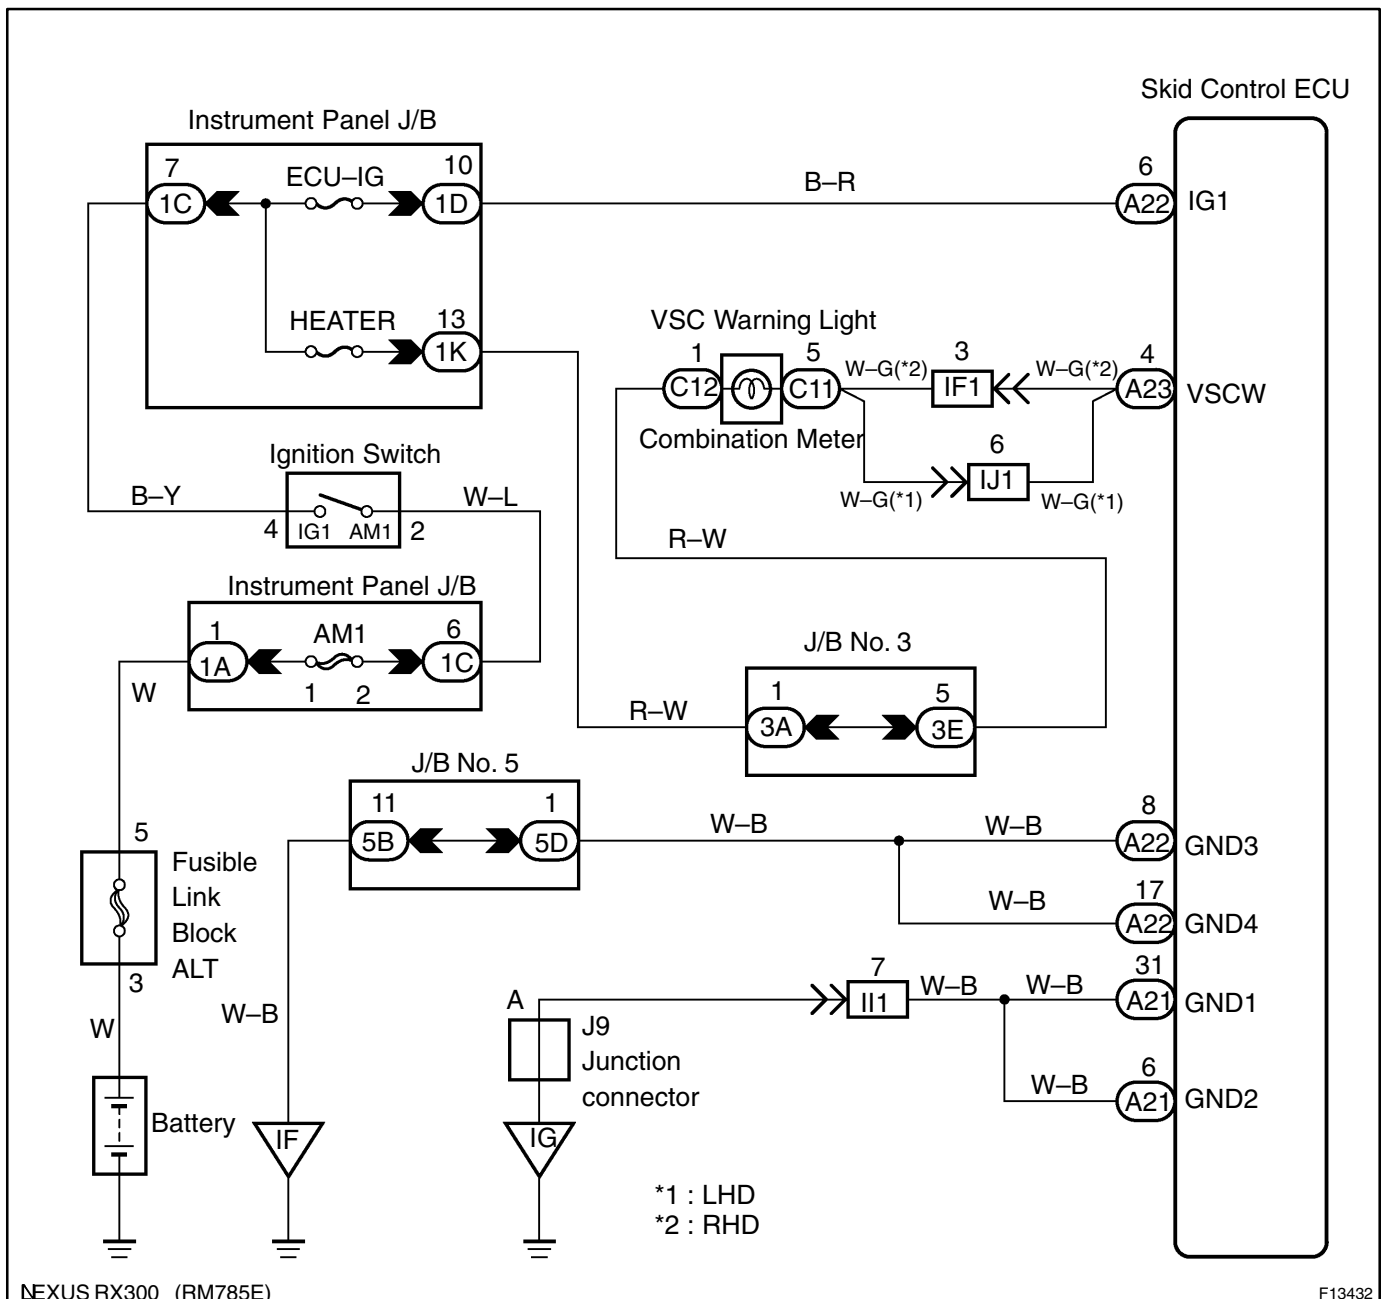 Skid Control ECU
Instrument Panel J/B
7
ECU–IG
10
1C
1D
B–R
6
A22
IG1
HEATER
13
1K
VSC Warning Light
1
5
C12
C11
W–G(*2)
3
IF1
W–G(*2)
4
A23
VSCW
Combination Meter
6
IJ1
W–G(*1)
W–G(*1)
Ignition Switch
B–Y
W–L
4
IG1
AM1
2
R–W
Instrument Panel J/B
1
AM1
6
1A
1C
1
2
W
J/B No. 3
1
5
3A
3E
R–W
J/B No. 5
11
1
5B
5D
W–B
W–B
8
A22
GND3
W–B
17
A22
GND4
5
Fusible
Link
Block
ALT
3
W
W–B
A
J9
Junction
connector
7
II1
W–B
W–B
31
A21
GND1
W–B
6
A21
GND2
Battery
IF
IG
*1 : LHD
*2 : RHD
EXUS RX300 (RM785E)
F13432